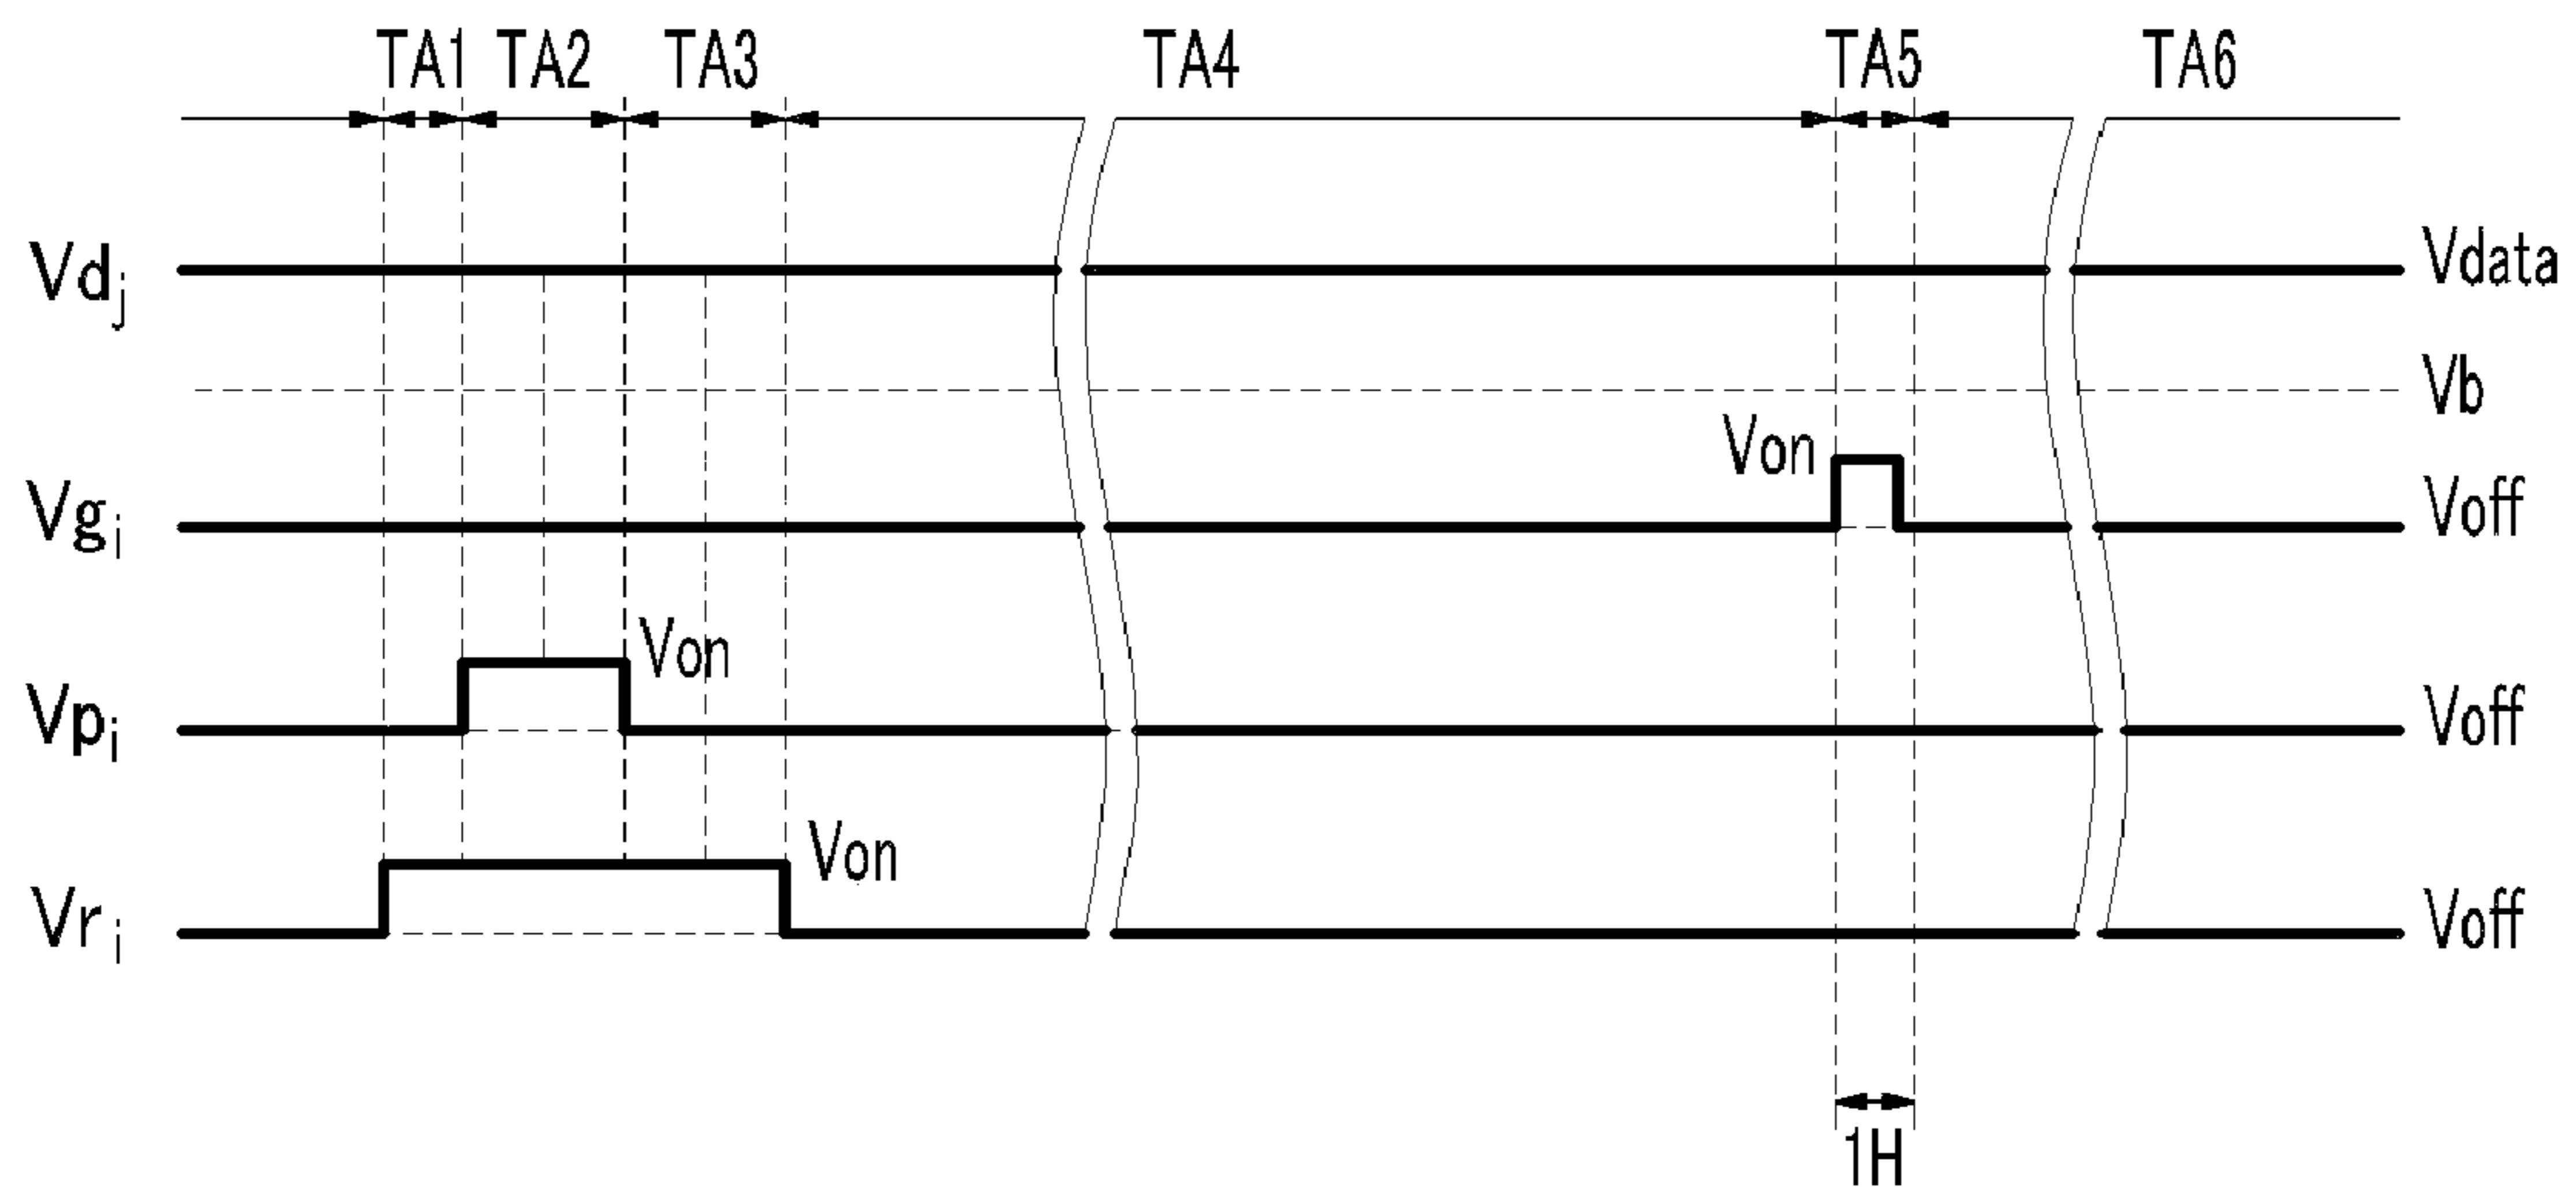 TA1 TA2 TA3 TA4 TA5 TA6
Vdj Vdata
Vb
Von
Vgi Voff
Von
Vpi Voff
Von
Vri Voff
1H